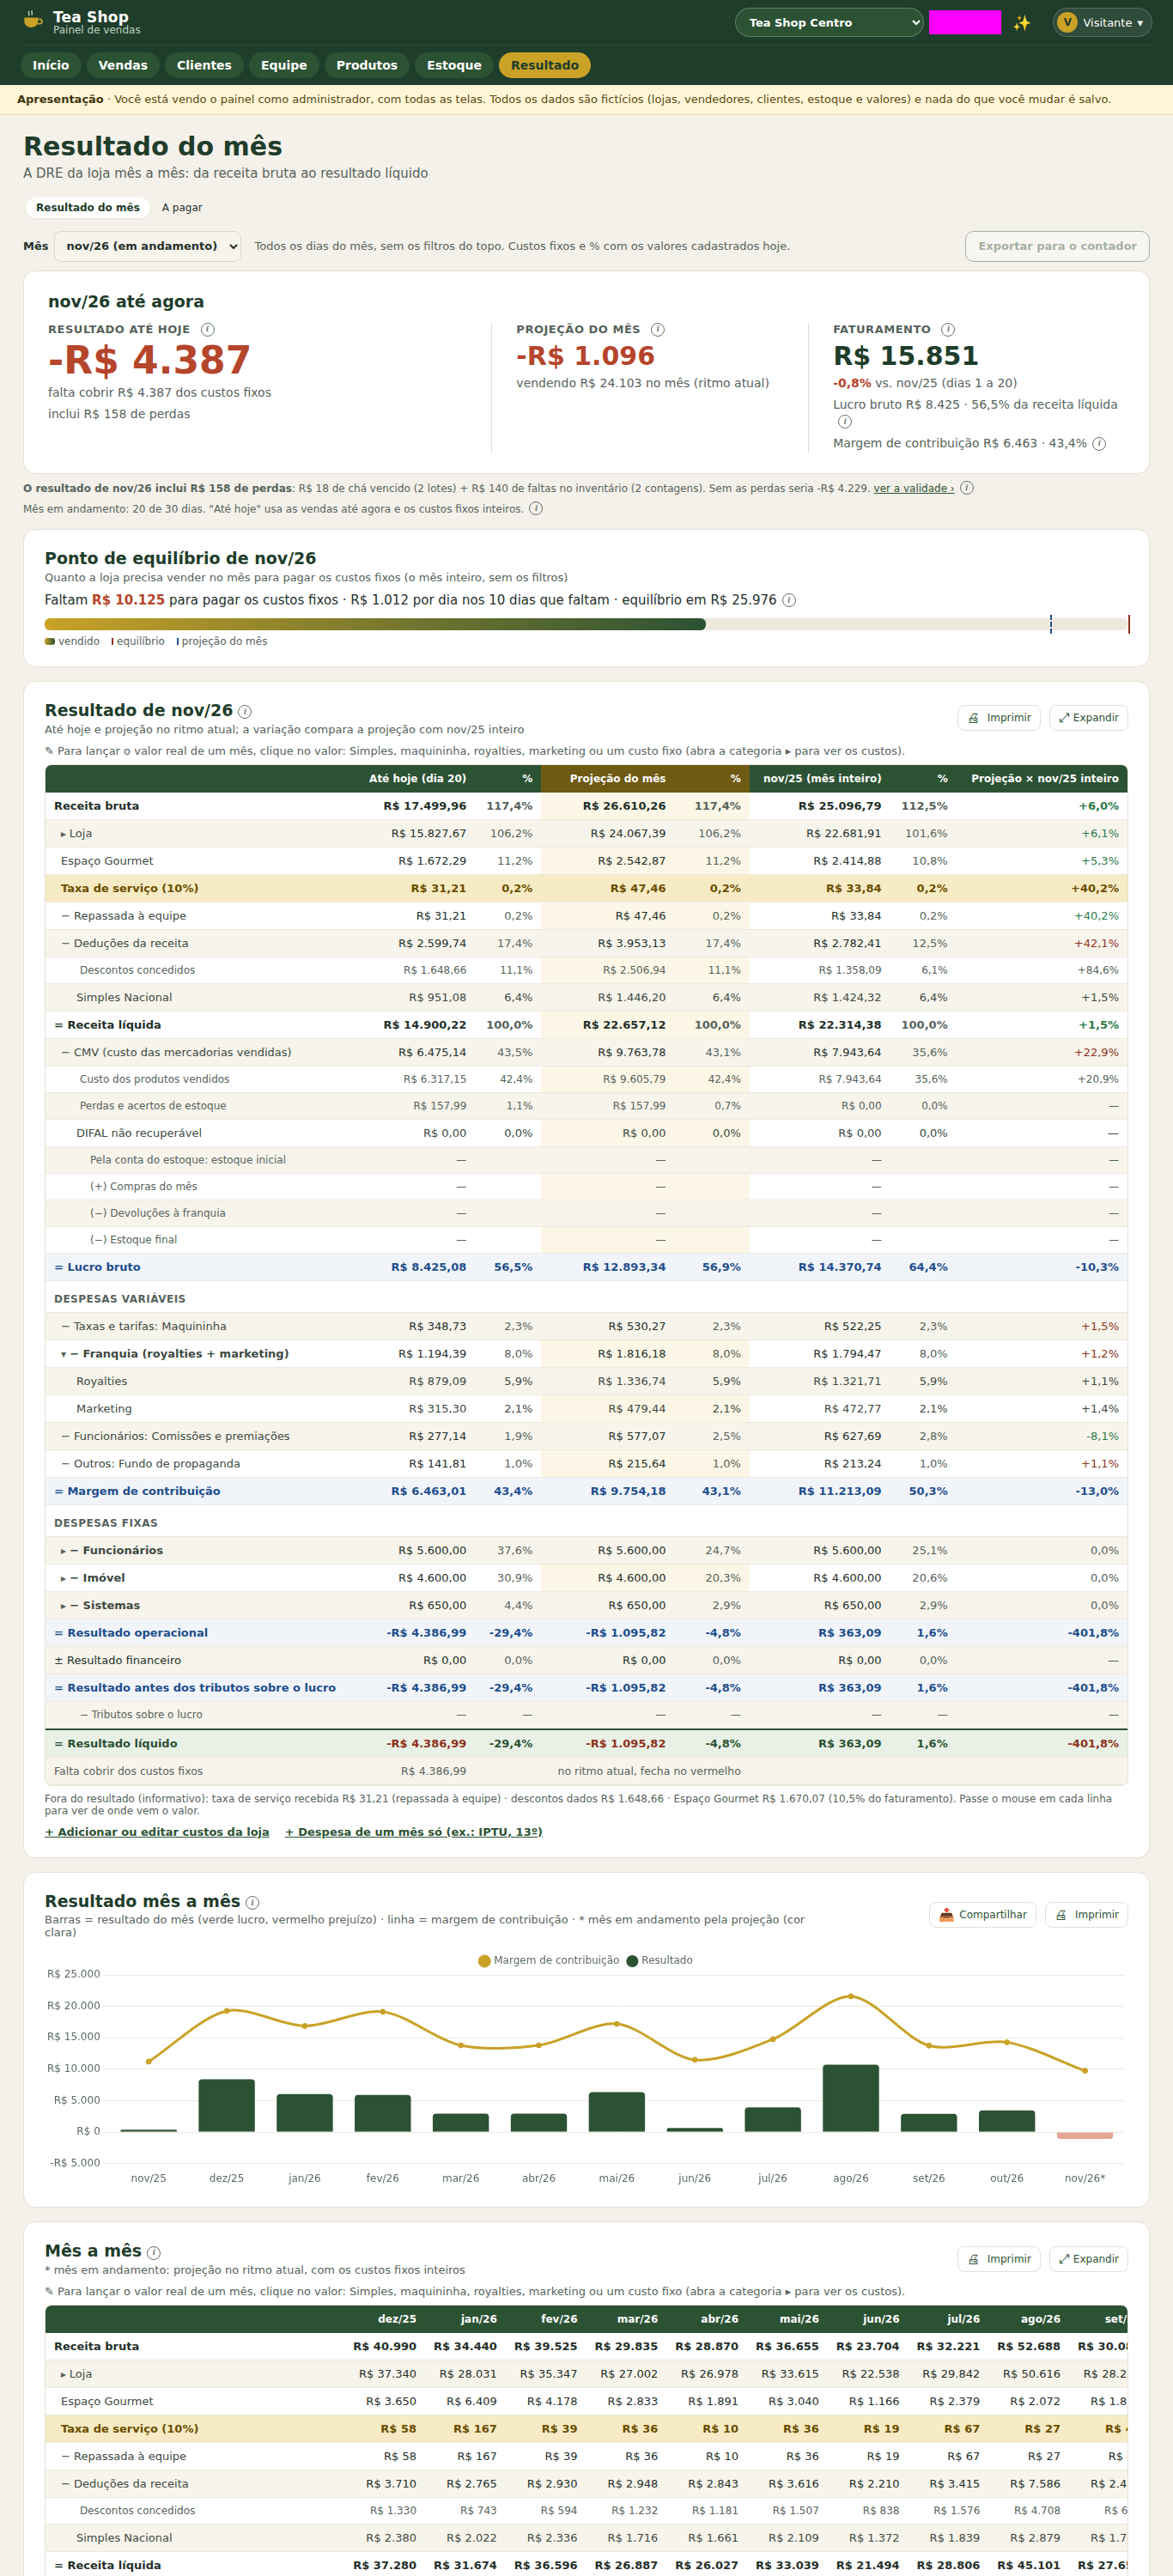 Tea Shop
Painel de vendas
Tea Shop Centro
V Visitante ▾
Início Vendas Clientes Equipe Produtos Estoque Resultado
Apresentação · Você está vendo o painel como administrador, com todas as telas. Todos os dados são fictícios (lojas, vendedores, clientes, estoque e valores) e nada do que você mudar é salvo.
Resultado do mês
A DRE da loja mês a mês: da receita bruta ao resultado líquido
Resultado do mês A pagar
Mês nov/26 (em andamento) Todos os dias do mês, sem os filtros do topo. Custos fixos e % com os valores cadastrados hoje. Exportar para o contador
nov/26 até agora
RESULTADO ATÉ HOJE i
-R$ 4.387
falta cobrir R$ 4.387 dos custos fixos
inclui R$ 158 de perdas
PROJEÇÃO DO MÊS i
-R$ 1.096
vendendo R$ 24.103 no mês (ritmo atual)
FATURAMENTO i
R$ 15.851
-0,8% vs. nov/25 (dias 1 a 20)
Lucro bruto R$ 8.425 · 56,5% da receita líquida
i
Margem de contribuição R$ 6.463 · 43,4% i
O resultado de nov/26 inclui R$ 158 de perdas: R$ 18 de chá vencido (2 lotes) + R$ 140 de faltas no inventário (2 contagens). Sem as perdas seria -R$ 4.229. ver a validade › i
Mês em andamento: 20 de 30 dias. "Até hoje" usa as vendas até agora e os custos fixos inteiros. i
Ponto de equilíbrio de nov/26
Quanto a loja precisa vender no mês para pagar os custos fixos (o mês inteiro, sem os filtros)
Faltam R$ 10.125 para pagar os custos fixos · R$ 1.012 por dia nos 10 dias que faltam · equilíbrio em R$ 25.976 i
vendido equilíbrio projeção do mês
Resultado de nov/26 i
Até hoje e projeção no ritmo atual; a variação compara a projeção com nov/25 inteiro
Imprimir Expandir
✎ Para lançar o valor real de um mês, clique no valor: Simples, maquininha, royalties, marketing ou um custo fixo (abra a categoria ▸ para ver os custos).
Até hoje (dia 20) % Projeção do mês % nov/25 (mês inteiro) % Projeção × nov/25 inteiro
Receita bruta R$ 17.499,96 117,4% R$ 26.610,26 117,4% R$ 25.096,79 112,5% +6,0%
▸ Loja R$ 15.827,67 106,2% R$ 24.067,39 106,2% R$ 22.681,91 101,6% +6,1%
Espaço Gourmet R$ 1.672,29 11,2% R$ 2.542,87 11,2% R$ 2.414,88 10,8% +5,3%
Taxa de serviço (10%) R$ 31,21 0,2% R$ 47,46 0,2% R$ 33,84 0,2% +40,2%
− Repassada à equipe R$ 31,21 0,2% R$ 47,46 0,2% R$ 33,84 0,2% +40,2%
− Deduções da receita R$ 2.599,74 17,4% R$ 3.953,13 17,4% R$ 2.782,41 12,5% +42,1%
Descontos concedidos R$ 1.648,66 11,1% R$ 2.506,94 11,1% R$ 1.358,09 6,1% +84,6%
Simples Nacional R$ 951,08 6,4% R$ 1.446,20 6,4% R$ 1.424,32 6,4% +1,5%
= Receita líquida R$ 14.900,22 100,0% R$ 22.657,12 100,0% R$ 22.314,38 100,0% +1,5%
− CMV (custo das mercadorias vendidas) R$ 6.475,14 43,5% R$ 9.763,78 43,1% R$ 7.943,64 35,6% +22,9%
Custo dos produtos vendidos R$ 6.317,15 42,4% R$ 9.605,79 42,4% R$ 7.943,64 35,6% +20,9%
Perdas e acertos de estoque R$ 157,99 1,1% R$ 157,99 0,7% R$ 0,00 0,0% —
DIFAL não recuperável R$ 0,00 0,0% R$ 0,00 0,0% R$ 0,00 0,0% —
Pela conta do estoque: estoque inicial — — — —
(+) Compras do mês — — — —
(−) Devoluções à franquia — — — —
(−) Estoque final — — — —
= Lucro bruto R$ 8.425,08 56,5% R$ 12.893,34 56,9% R$ 14.370,74 64,4% -10,3%
DESPESAS VARIÁVEIS
− Taxas e tarifas: Maquininha R$ 348,73 2,3% R$ 530,27 2,3% R$ 522,25 2,3% +1,5%
▾ − Franquia (royalties + marketing) R$ 1.194,39 8,0% R$ 1.816,18 8,0% R$ 1.794,47 8,0% +1,2%
Royalties R$ 879,09 5,9% R$ 1.336,74 5,9% R$ 1.321,71 5,9% +1,1%
Marketing R$ 315,30 2,1% R$ 479,44 2,1% R$ 472,77 2,1% +1,4%
− Funcionários: Comissões e premiações R$ 277,14 1,9% R$ 577,07 2,5% R$ 627,69 2,8% -8,1%
− Outros: Fundo de propaganda R$ 141,81 1,0% R$ 215,64 1,0% R$ 213,24 1,0% +1,1%
= Margem de contribuição R$ 6.463,01 43,4% R$ 9.754,18 43,1% R$ 11.213,09 50,3% -13,0%
DESPESAS FIXAS
▸ − Funcionários R$ 5.600,00 37,6% R$ 5.600,00 24,7% R$ 5.600,00 25,1% 0,0%
▸ − Imóvel R$ 4.600,00 30,9% R$ 4.600,00 20,3% R$ 4.600,00 20,6% 0,0%
▸ − Sistemas R$ 650,00 4,4% R$ 650,00 2,9% R$ 650,00 2,9% 0,0%
= Resultado operacional -R$ 4.386,99 -29,4% -R$ 1.095,82 -4,8% R$ 363,09 1,6% -401,8%
± Resultado financeiro R$ 0,00 0,0% R$ 0,00 0,0% R$ 0,00 0,0% —
= Resultado antes dos tributos sobre o lucro -R$ 4.386,99 -29,4% -R$ 1.095,82 -4,8% R$ 363,09 1,6% -401,8%
− Tributos sobre o lucro — — — — — — —
= Resultado líquido -R$ 4.386,99 -29,4% -R$ 1.095,82 -4,8% R$ 363,09 1,6% -401,8%
Falta cobrir dos custos fixos R$ 4.386,99 no ritmo atual, fecha no vermelho
Fora do resultado (informativo): taxa de serviço recebida R$ 31,21 (repassada à equipe) · descontos dados R$ 1.648,66 · Espaço Gourmet R$ 1.670,07 (10,5% do faturamento). Passe o mouse em cada linha
para ver de onde vem o valor.
+ Adicionar ou editar custos da loja + Despesa de um mês só (ex.: IPTU, 13º)
Resultado mês a mês i
Barras = resultado do mês (verde lucro, vermelho prejuízo) · linha = margem de contribuição · * mês em andamento pela projeção (cor
clara)
Compartilhar Imprimir
Margem de contribuição Resultado
R$ 25.000
R$ 20.000
R$ 15.000
R$ 10.000
R$ 5.000
R$ 0
-R$ 5.000
nov/25 dez/25 jan/26 fev/26 mar/26 abr/26 mai/26 jun/26 jul/26 ago/26 set/26 out/26 nov/26*
Mês a mês i
* mês em andamento: projeção no ritmo atual, com os custos fixos inteiros
Imprimir Expandir
✎ Para lançar o valor real de um mês, clique no valor: Simples, maquininha, royalties, marketing ou um custo fixo (abra a categoria ▸ para ver os custos).
dez/25 jan/26 fev/26 mar/26 abr/26 mai/26 jun/26 jul/26 ago/26 set/
Receita bruta R$ 40.990 R$ 34.440 R$ 39.525 R$ 29.835 R$ 28.870 R$ 36.655 R$ 23.704 R$ 32.221 R$ 52.688 R$ 30.0
▸ Loja R$ 37.340 R$ 28.031 R$ 35.347 R$ 27.002 R$ 26.978 R$ 33.615 R$ 22.538 R$ 29.842 R$ 50.616 R$ 28.2
Espaço Gourmet R$ 3.650 R$ 6.409 R$ 4.178 R$ 2.833 R$ 1.891 R$ 3.040 R$ 1.166 R$ 2.379 R$ 2.072 R$ 1.8
Taxa de serviço (10%) R$ 58 R$ 167 R$ 39 R$ 36 R$ 10 R$ 36 R$ 19 R$ 67 R$ 27 R$
− Repassada à equipe R$ 58 R$ 167 R$ 39 R$ 36 R$ 10 R$ 36 R$ 19 R$ 67 R$ 27 R$
− Deduções da receita R$ 3.710 R$ 2.765 R$ 2.930 R$ 2.948 R$ 2.843 R$ 3.616 R$ 2.210 R$ 3.415 R$ 7.586 R$ 2.4
Descontos concedidos R$ 1.330 R$ 743 R$ 594 R$ 1.232 R$ 1.181 R$ 1.507 R$ 838 R$ 1.576 R$ 4.708 R$ 6
Simples Nacional R$ 2.380 R$ 2.022 R$ 2.336 R$ 1.716 R$ 1.661 R$ 2.109 R$ 1.372 R$ 1.839 R$ 2.879 R$ 1.7
= Receita líquida R$ 37.280 R$ 31.674 R$ 36.596 R$ 26.887 R$ 26.027 R$ 33.039 R$ 21.494 R$ 28.806 R$ 45.101 R$ 27.6